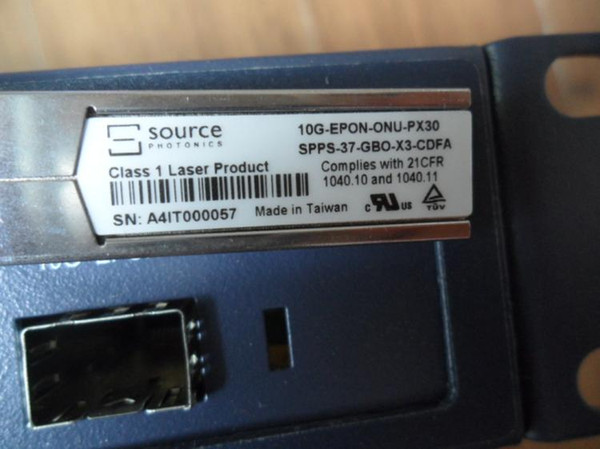 source
PHOTONICS
10G-EPON-ONU-PX30
SPPS-37-GBO-X3-CDFA
Class 1 Laser Product
Complies with 21CFR
1040.10 and 1040.11
SN: A4IT000057
Made in Taiwan
C RU US
TÜV